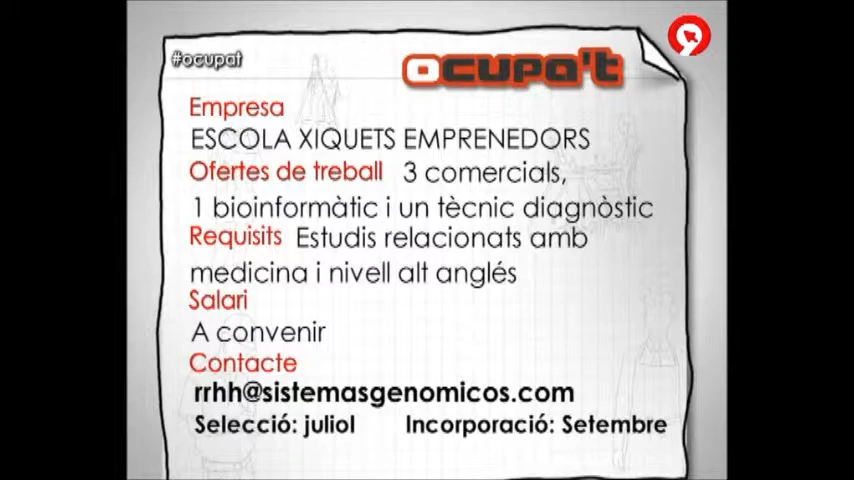 #ocupat
ocupa't
Empresa
ESCOLA XIQUETS EMPRENEDORS
Ofertes de treball 3 comercials,
1 bioinformàtic i un tècnic diagnòstic
Requisits Estudis relacionats amb
medicina i nivell alt anglés
Salari
A convenir
Contacte
rrhh@sistemasgenomicos.com
Selecció: juliol Incorporació: Setembre